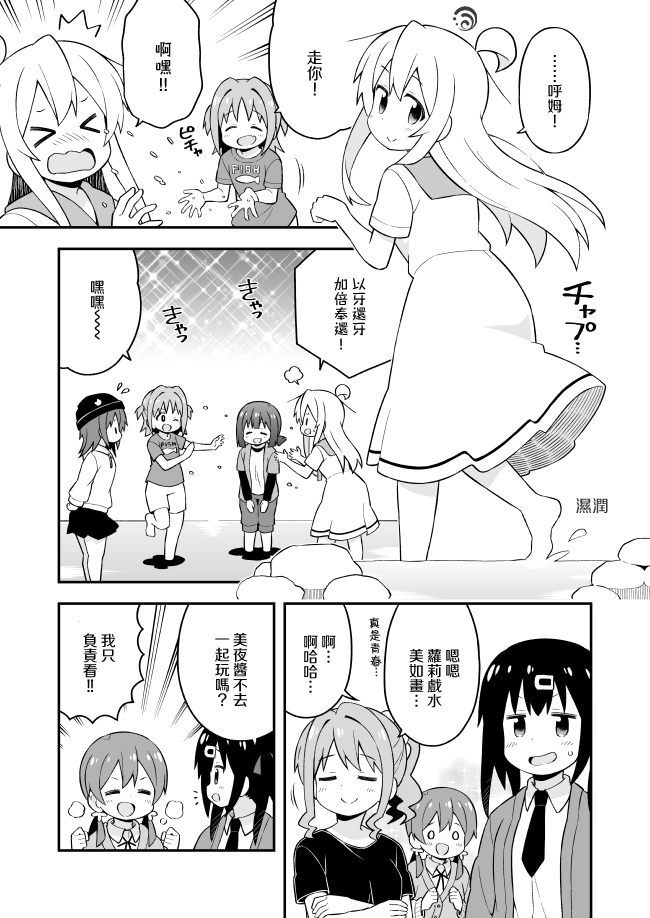 ……呼姆！
走你！
FISH
ピチャ
啊嘿!!
チャプ…
濕潤
以牙還牙
加倍奉還！
きゃっ
きゃっ
嘿嘿～～～
FISH
嗯嗯
蘿莉戲水
美如畫…
真是青春…
啊…
啊哈哈…
美夜醬不去
一起玩嗎？
我只
負責看!!